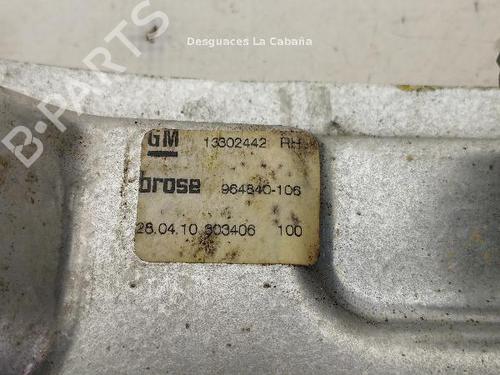 Desguaces La Cabaña
B-PARTS
GM 13302442 RH
brose 964840-106
28.04.10 303406 100